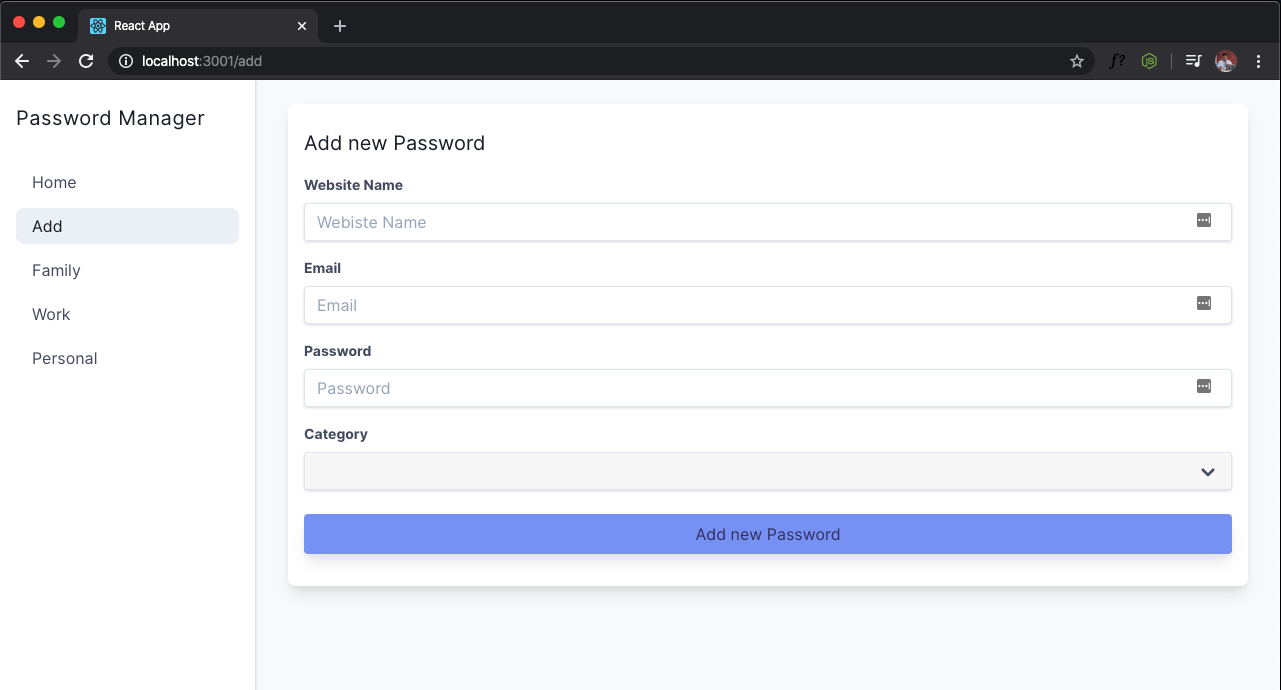 React App
localhost:3001/add
f?
JS
Password Manager
Home
Add
Family
Work
Personal
Add new Password
Website Name
Webiste Name
Email
Email
Password
Password
Category
Add new Password